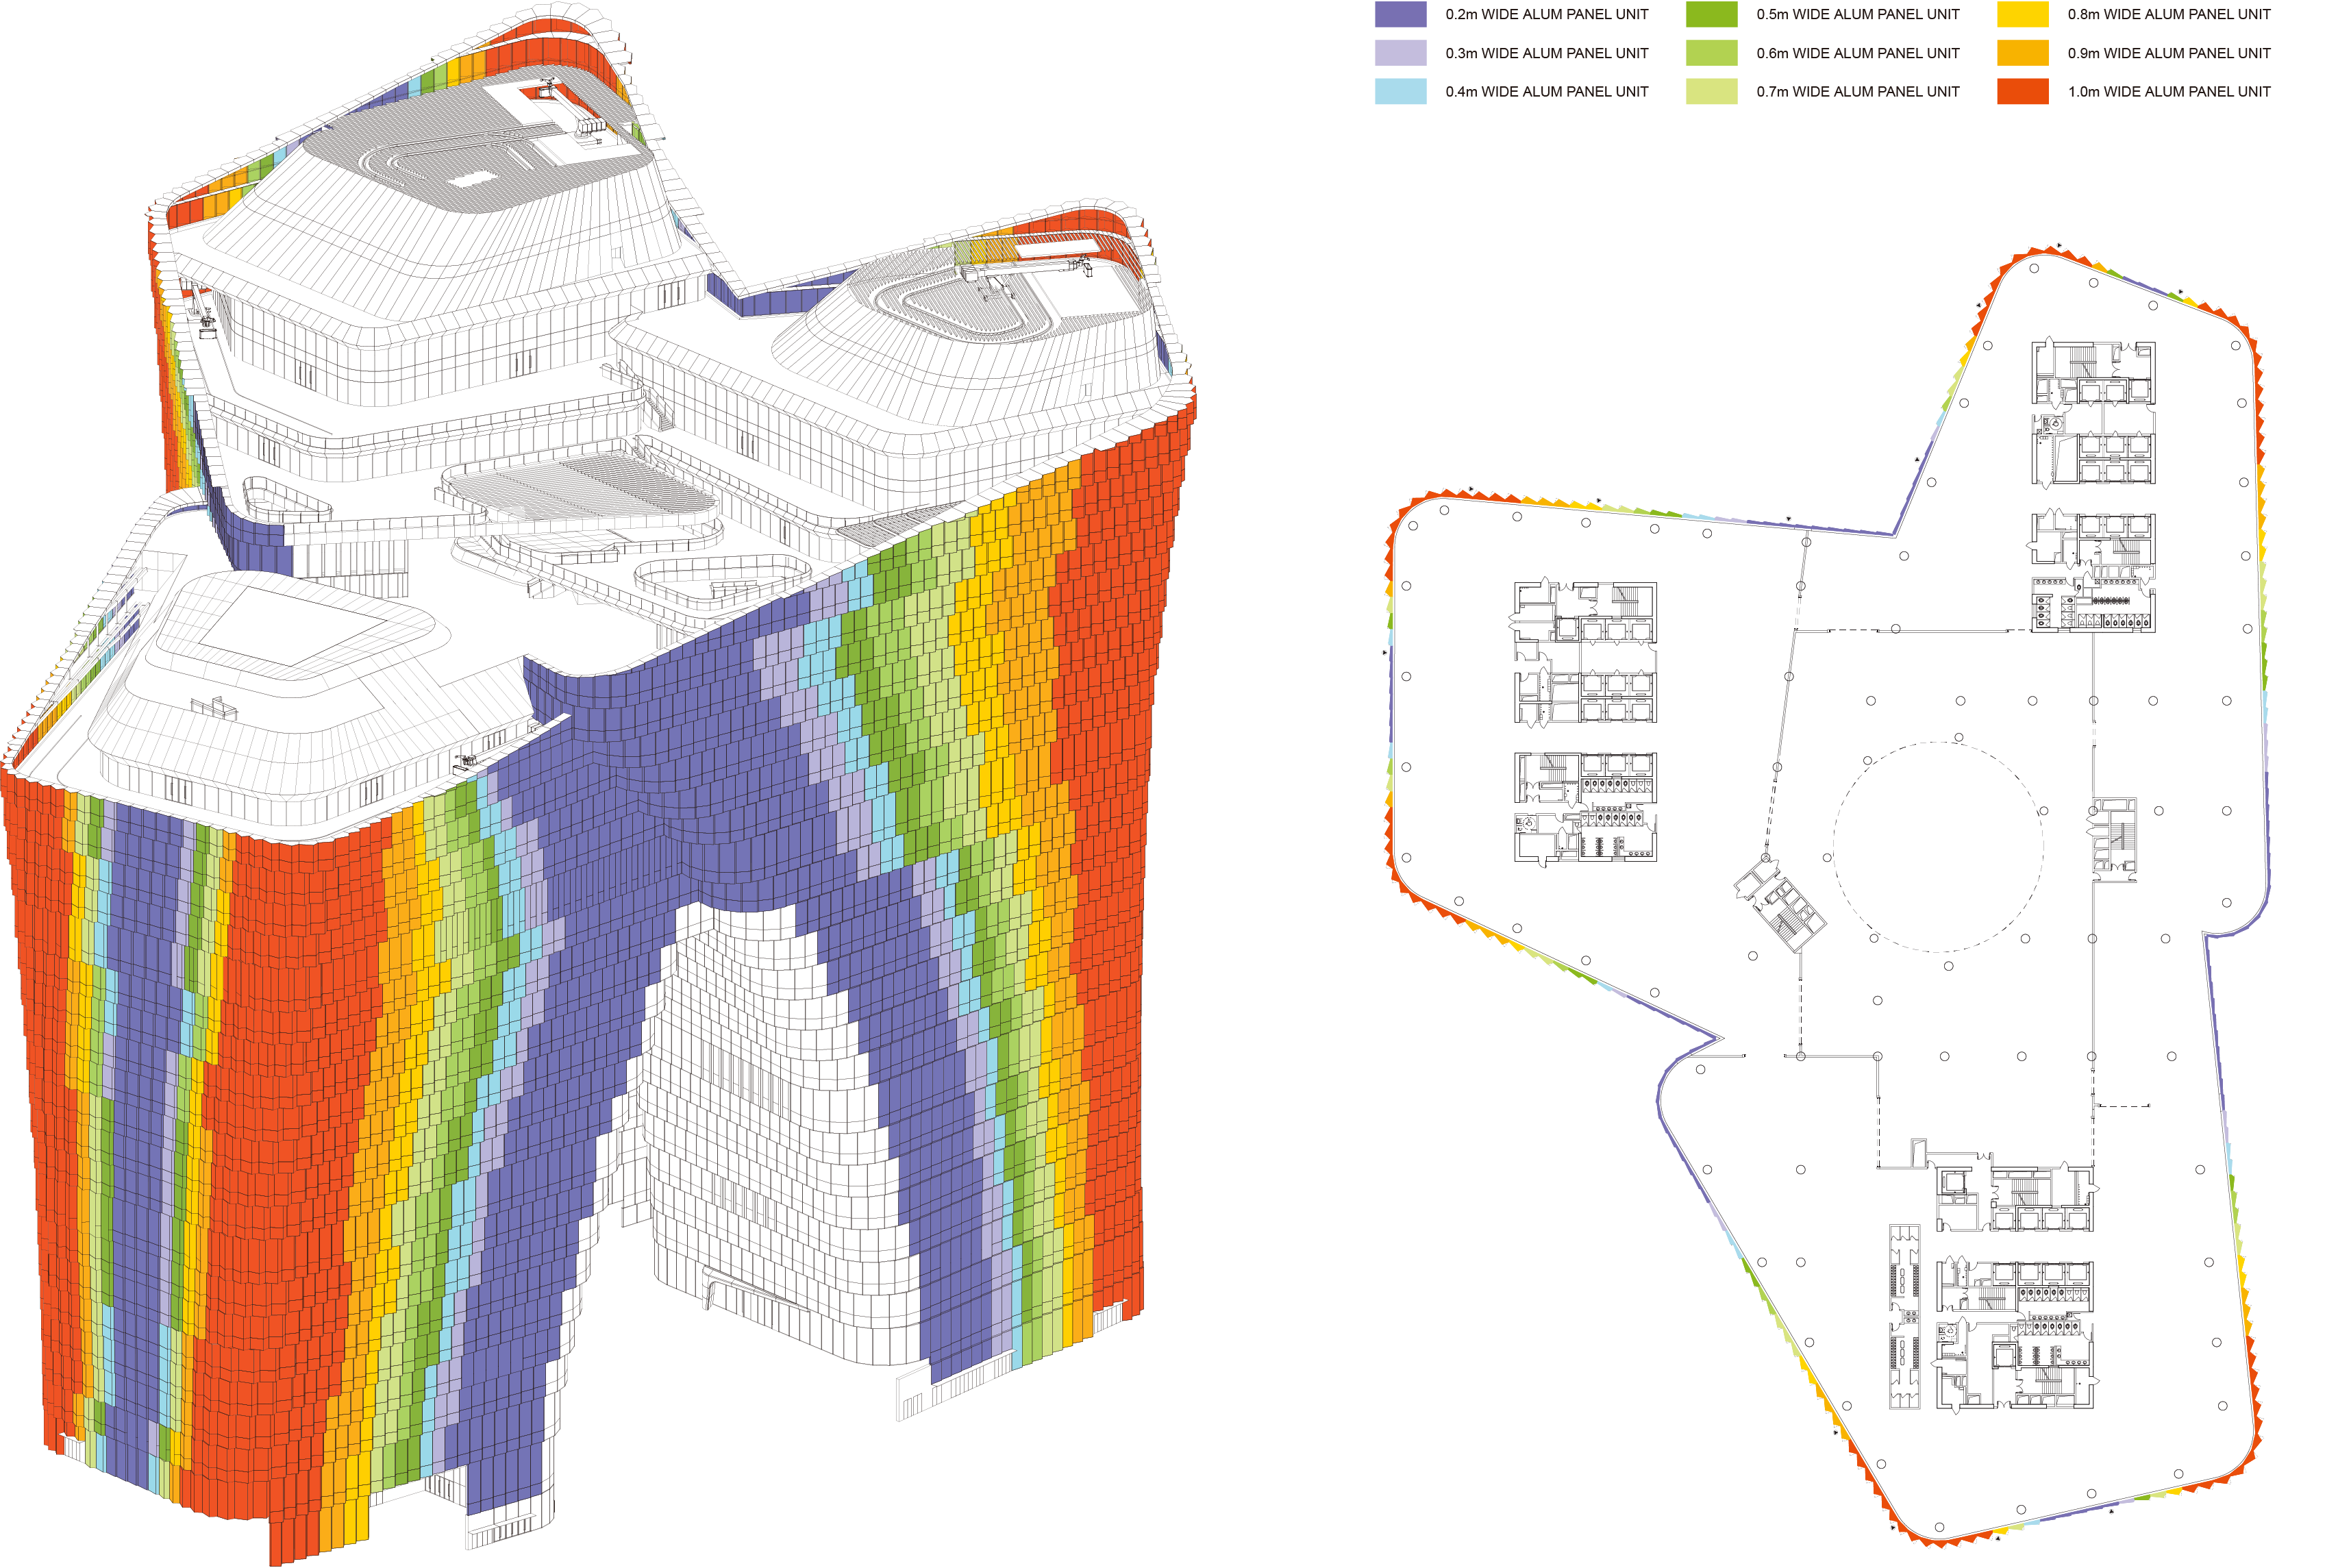 0.2m WIDE ALUM PANEL UNIT
0.5m WIDE ALUM PANEL UNIT
0.8m WIDE ALUM PANEL UNIT
0.3m WIDE ALUM PANEL UNIT
0.6m WIDE ALUM PANEL UNIT
0.9m WIDE ALUM PANEL UNIT
0.4m WIDE ALUM PANEL UNIT
0.7m WIDE ALUM PANEL UNIT
1.0m WIDE ALUM PANEL UNIT